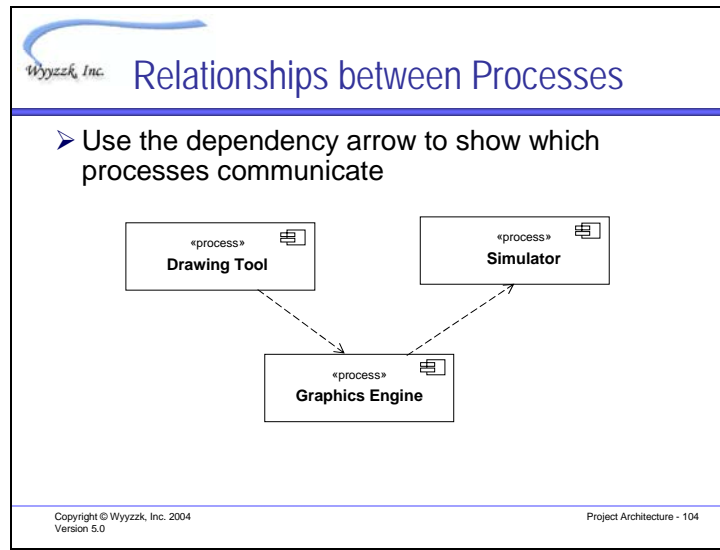 Wyyzzk, Inc.
Relationships between Processes
➢ Use the dependency arrow to show which
processes communicate
«process»
Drawing Tool
«process»
Simulator
«process»
Graphics Engine
Copyright © Wyyzzk, Inc. 2004
Version 5.0
Project Architecture - 104